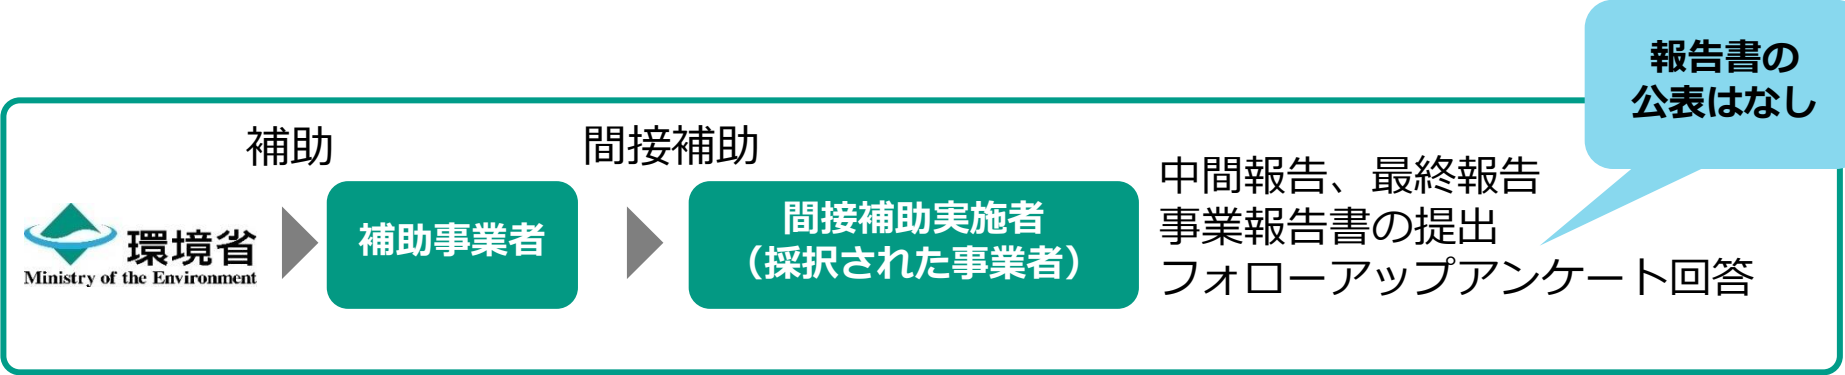 報告書の
公表はなし
補助
間接補助
環境省
Ministry of the Environment
補助事業者
間接補助実施者
（採択された事業者）
中間報告、最終報告
事業報告書の提出
フォローアップアンケート回答